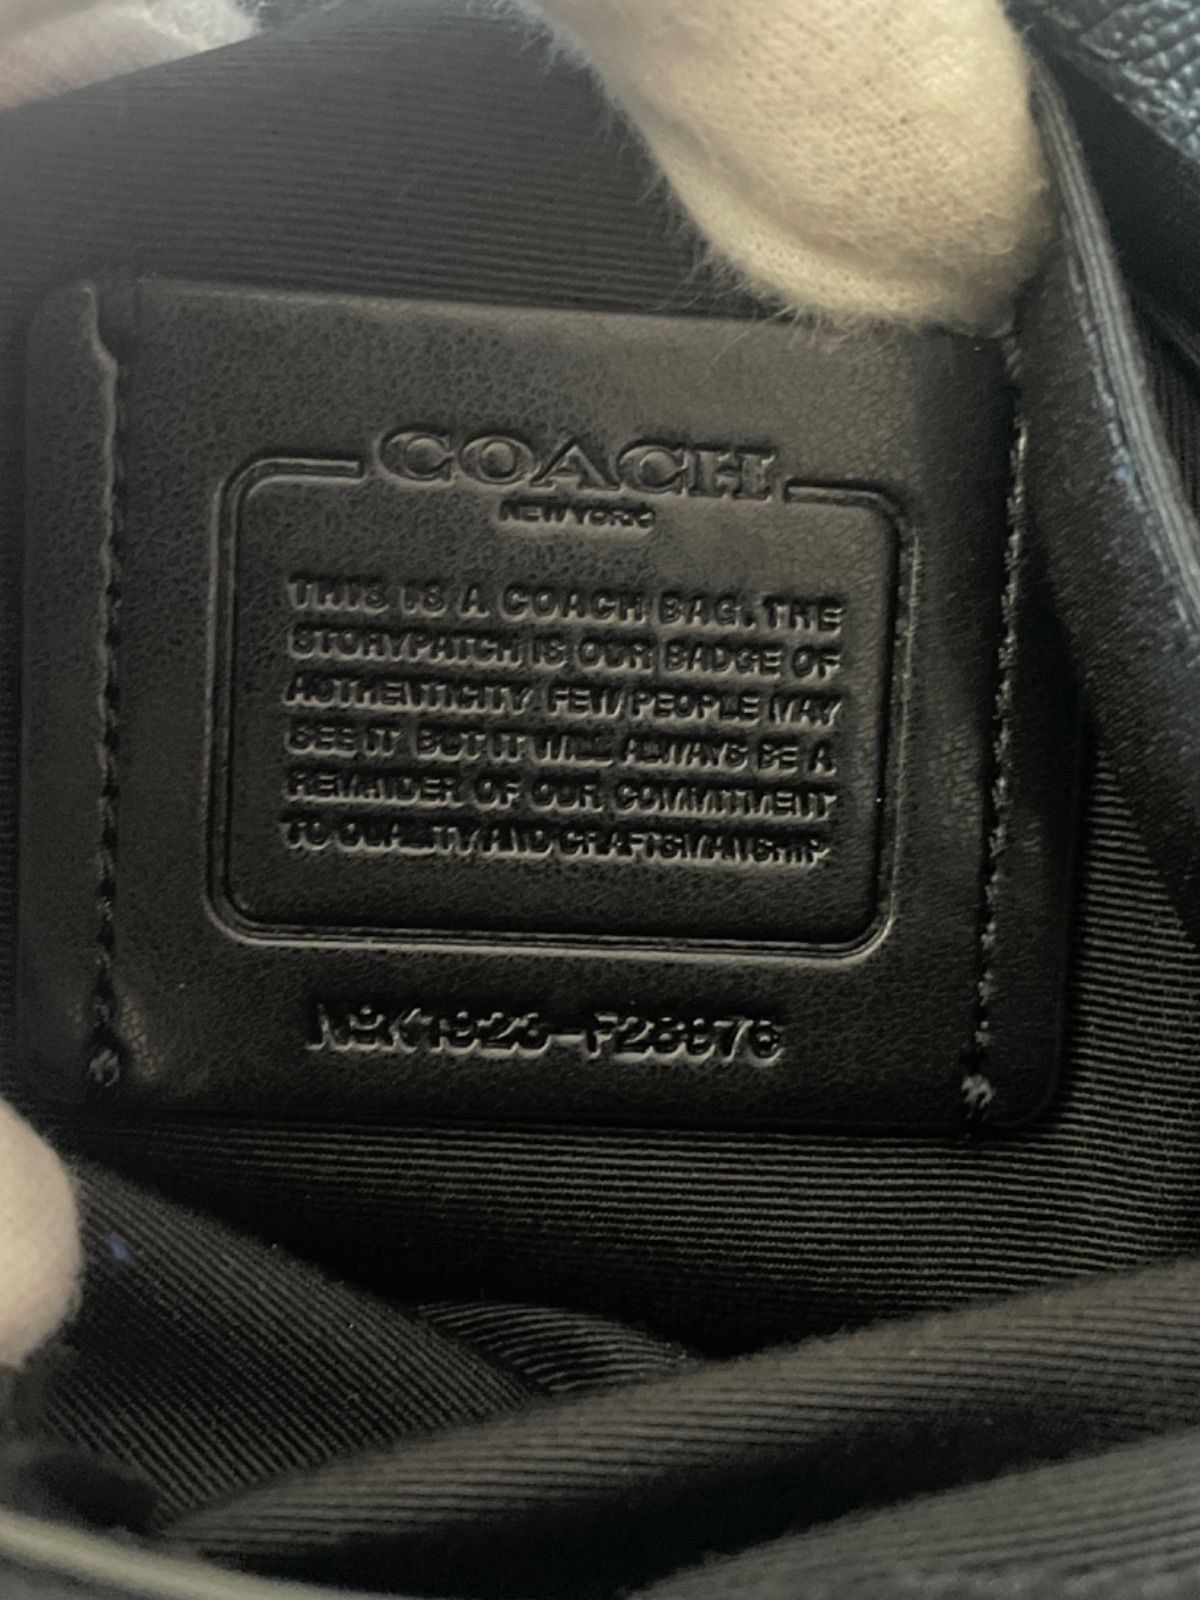 COACH
NEW YORK
THIS IS A COACH BAG. THE
STORYPATCH IS OUR BADGE OF
AUTHENTICITY. FEW PEOPLE MAY
SEE IT BUT IT WILL ALWAYS BE A
REMINDER OF OUR COMMITMENT
TO QUALITY AND CRAFTSMANSHIP.